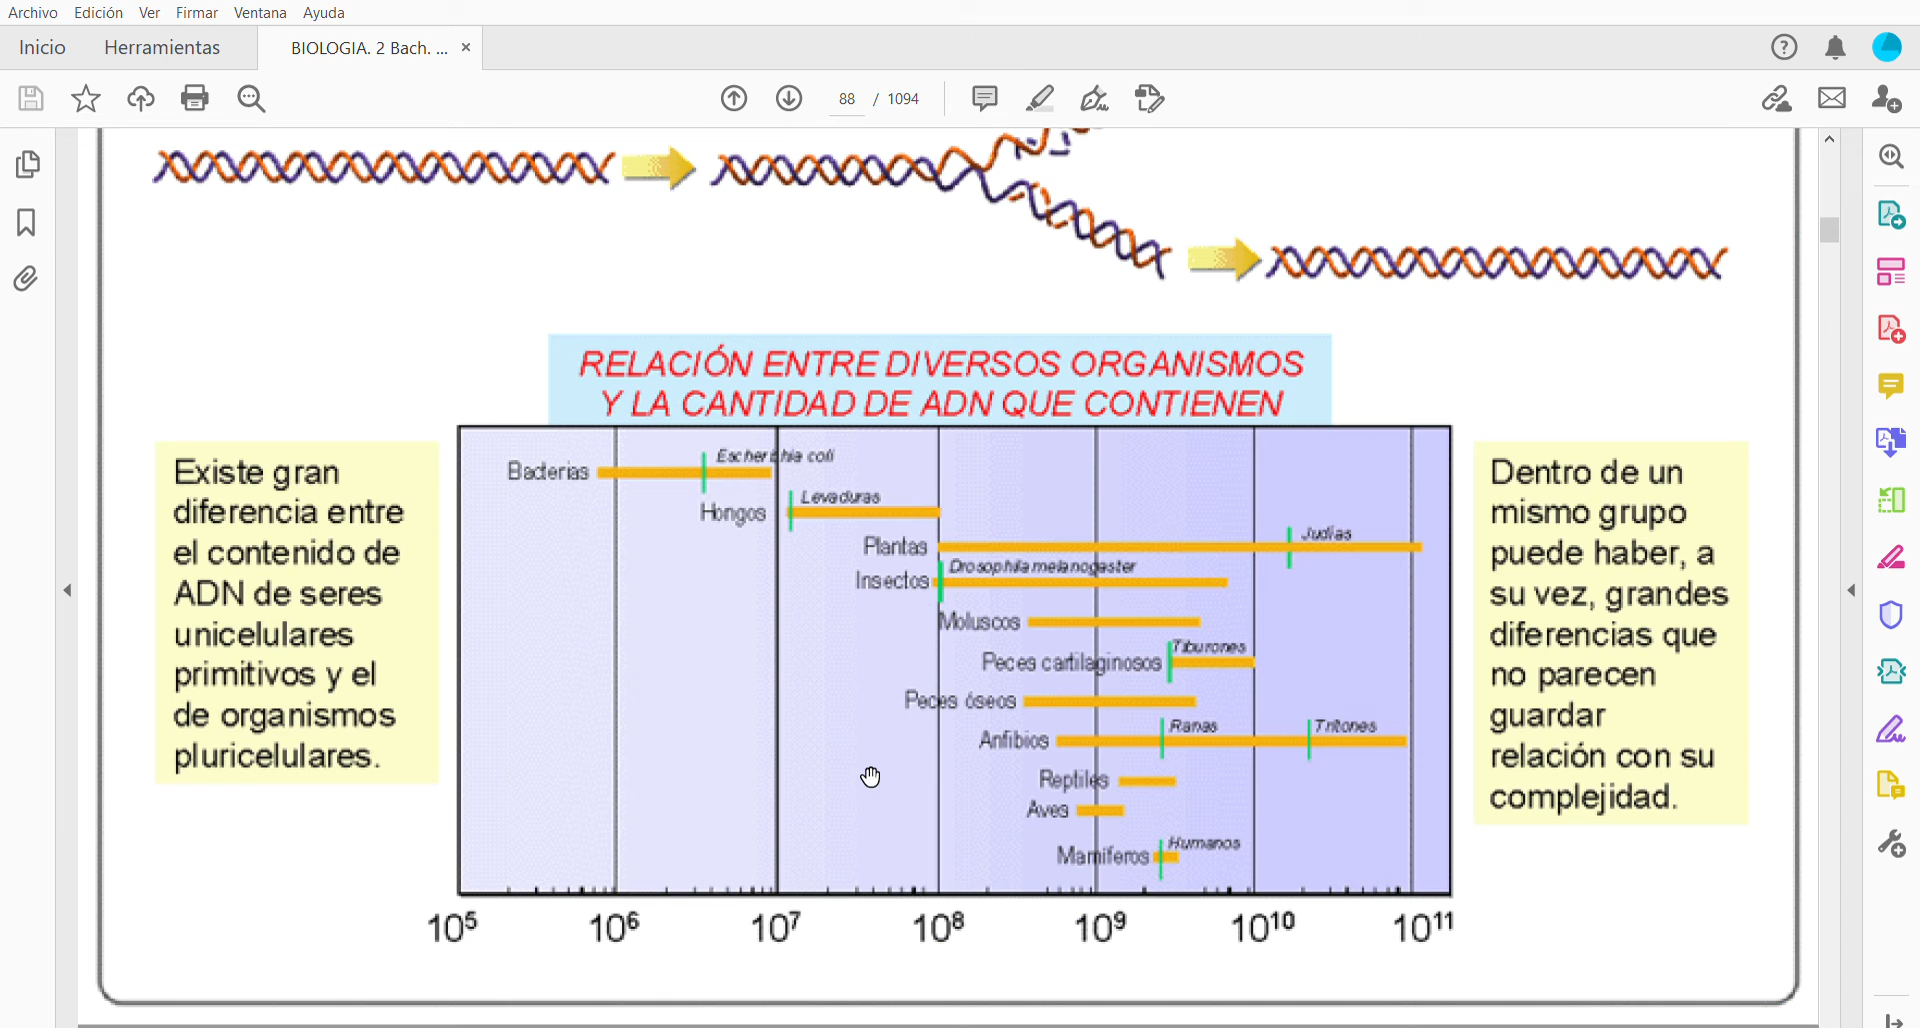 Archivo Edición Ver Firmar Ventana Ayuda
Inicio Herramientas BIOLOGIA. 2 Bach. ... ×
88 / 1094
RELACIÓN ENTRE DIVERSOS ORGANISMOS
Y LA CANTIDAD DE ADN QUE CONTIENEN
Existe gran
diferencia entre
el contenido de
ADN de seres
unicelulares
primitivos y el
de organismos
pluricelulares.
Bacterias Escherichia coli
Hongos Levaduras
Plantas Judías
Insectos Drosophila melanogaster
Moluscos
Peces cartilaginosos Tiburones
Peces óseos
Anfibios Ranas Tritones
Reptiles
Aves
Mamíferos Humanos
10⁵ 10⁶ 10⁷ 10⁸ 10⁹ 10¹⁰ 10¹¹
Dentro de un
mismo grupo
puede haber, a
su vez, grandes
diferencias que
no parecen
guardar
relación con su
complejidad.